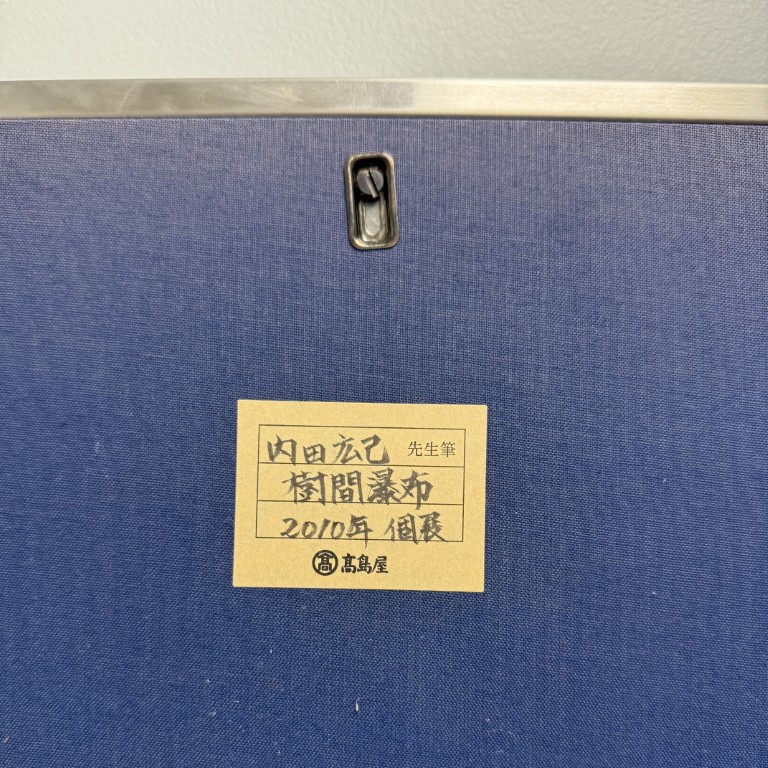 内田広己 先生筆
樹間瀑布
2010年 個展
髙 髙島屋